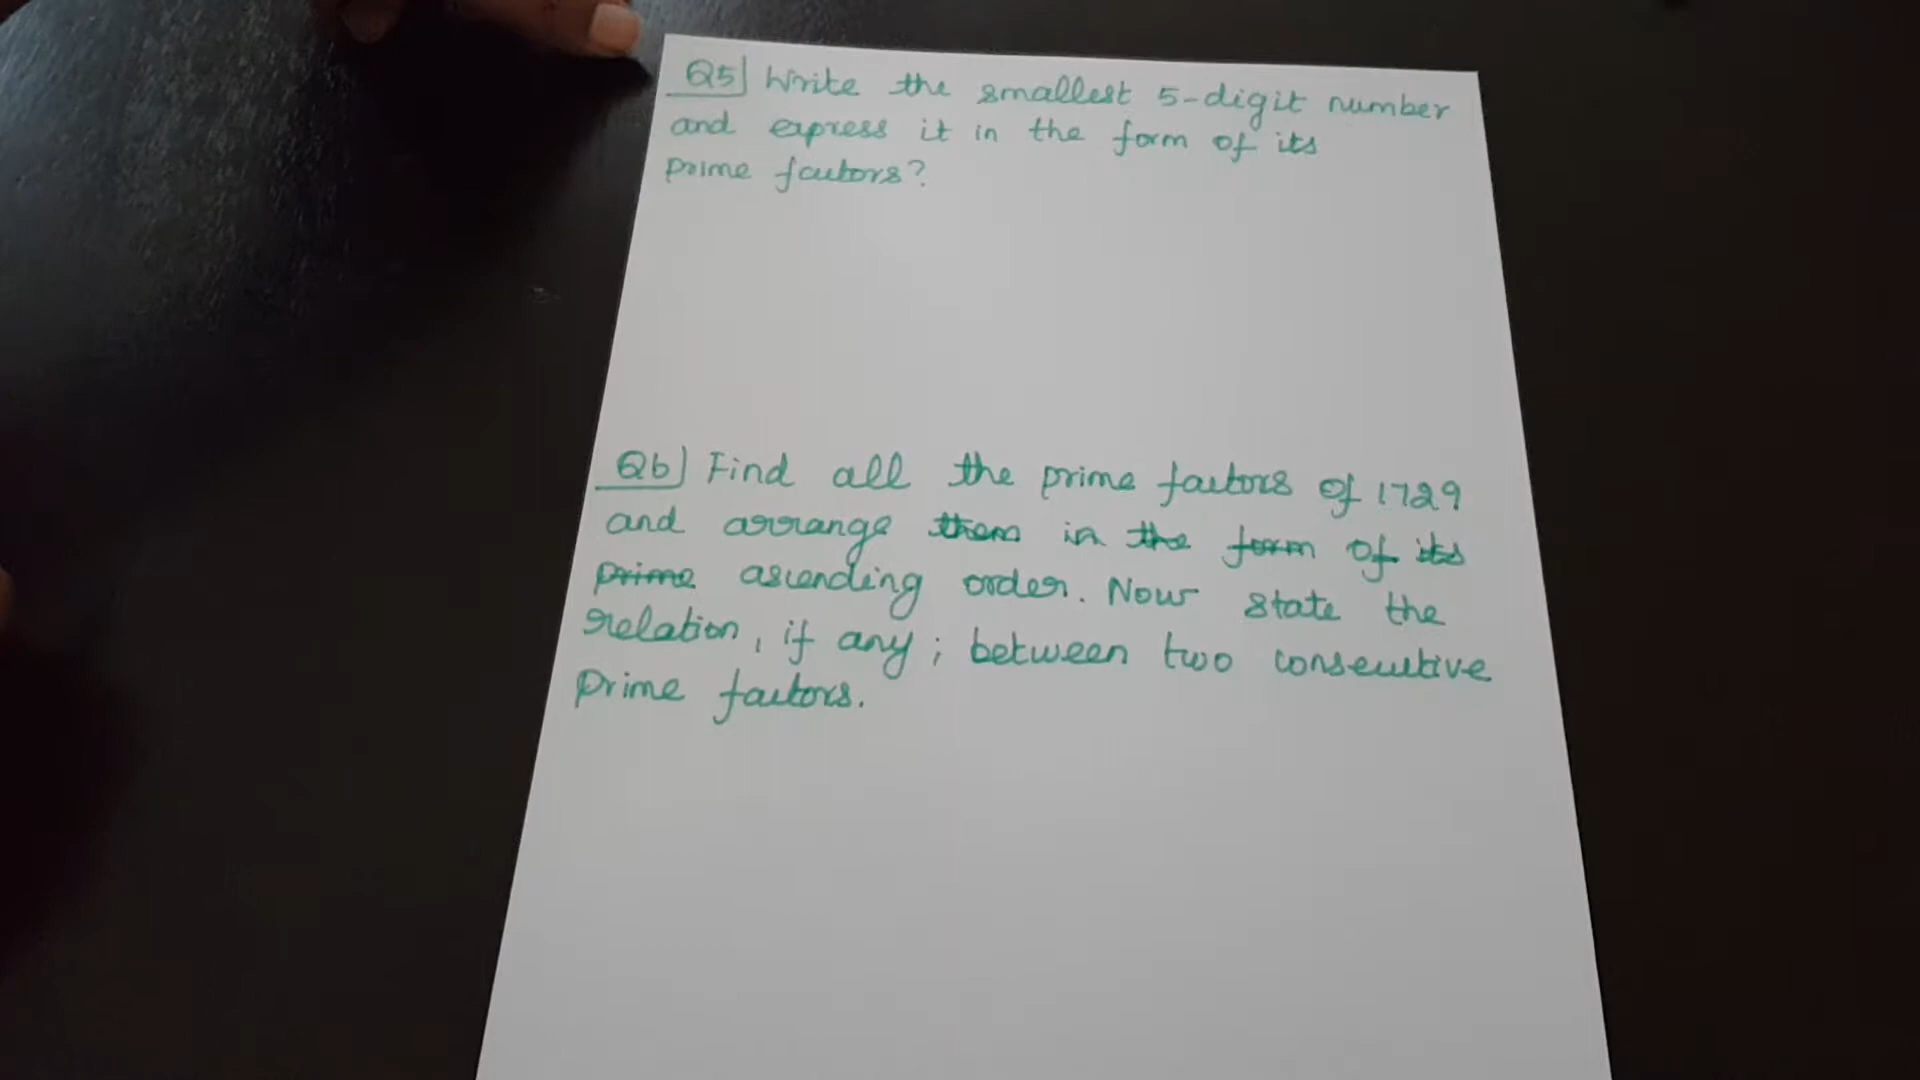 Q5) Write the smallest 5-digit number
and express it in the form of its
prime factors?
Q6) Find all the prime factors of 1729
and arrange them in the form of its
prime ascending order. Now state the
relation, if any; between two consecutive
prime factors.